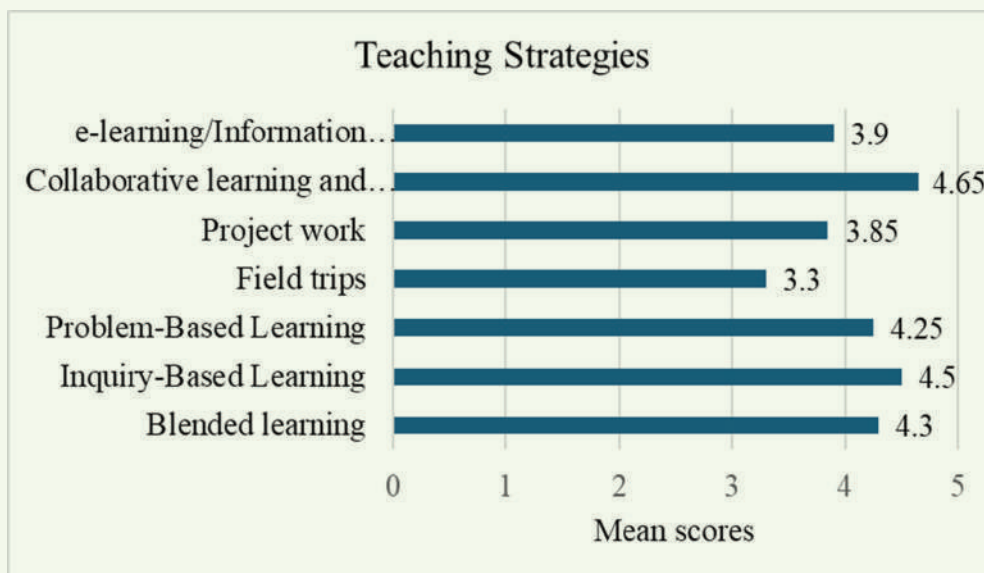 Teaching Strategies
e-learning/Information... 3.9
Collaborative learning and... 4.65
Project work 3.85
Field trips 3.3
Problem-Based Learning 4.25
Inquiry-Based Learning 4.5
Blended learning 4.3
0 1 2 3 4 5
Mean scores